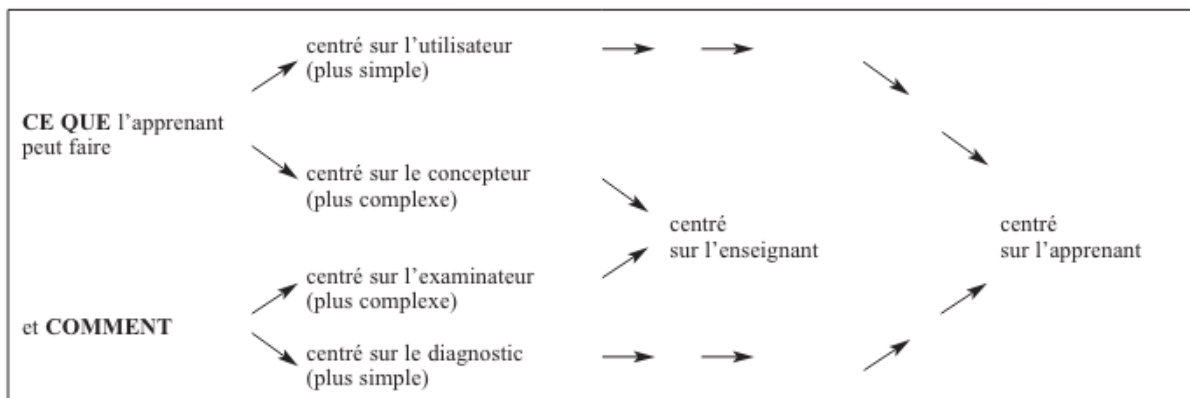 centré sur l’utilisateur
(plus simple)
CE QUE l’apprenant
peut faire
centré sur le concepteur
(plus complexe)
centré
sur l’enseignant
centré
sur l’apprenant
centré sur l’examinateur
(plus complexe)
et COMMENT
centré sur le diagnostic
(plus simple)